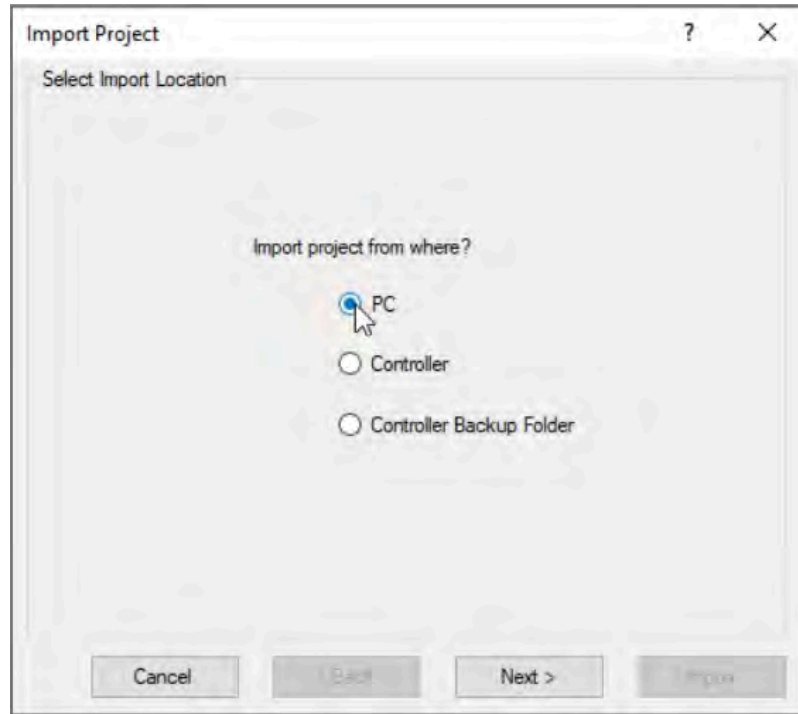 Import Project
?
Select Import Location
Import project from where?
PC
Controller
Controller Backup Folder
Cancel
Next >